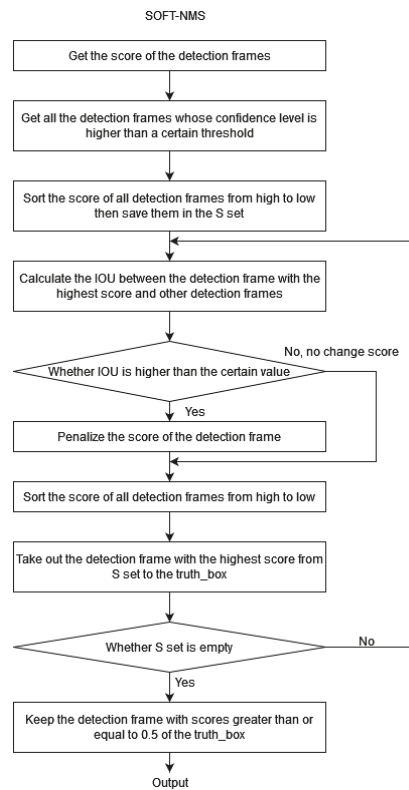 SOFT-NMS
Get the score of the detection frames
Get all the detection frames whose confidence level is
higher than a certain threshold
Sort the score of all detection frames from high to low
then save them in the S set
Calculate the IOU between the detection frame with the
highest score and other detection frames
No, no change score
Whether IOU is higher than the certain value
Yes
Penalize the score of the detection frame
Sort the score of all detection frames from high to low
Take out the detection frame with the highest score from
S set to the truth_box
Whether S set is empty
No
Yes
Keep the detection frame with scores greater than or
equal to 0.5 of the truth_box
Output